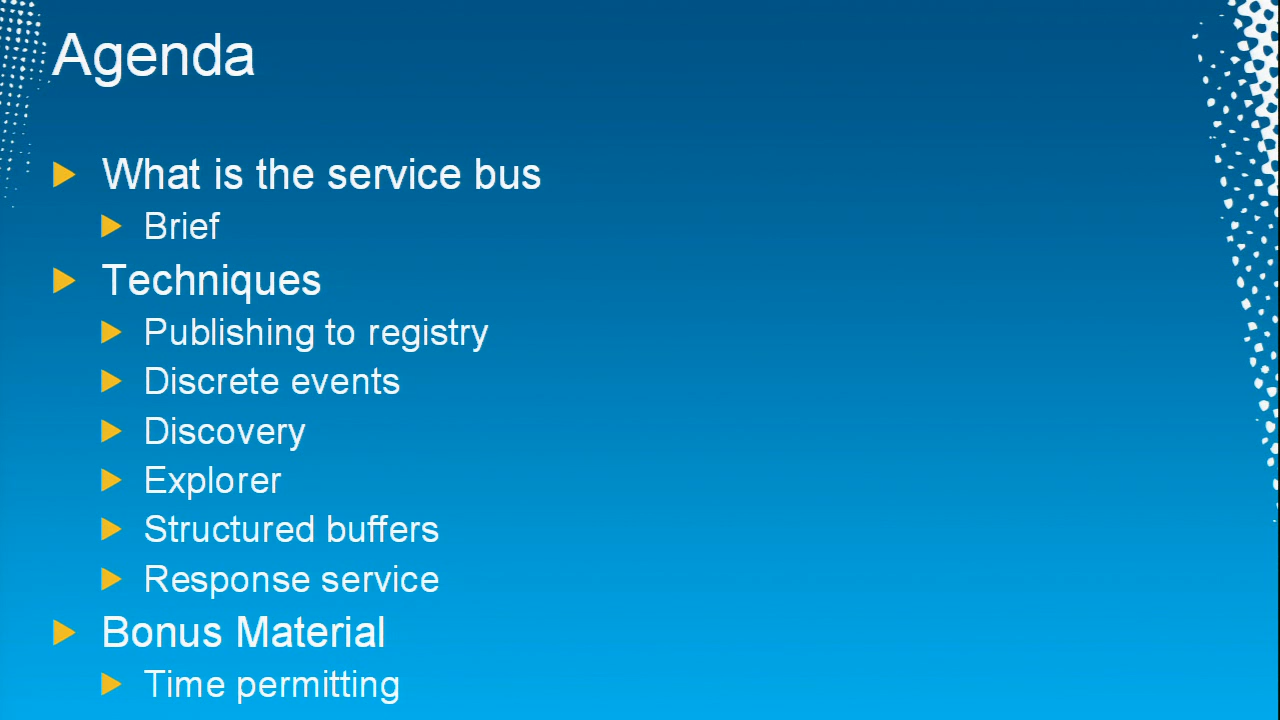 Agenda
What is the service bus
Brief
Techniques
Publishing to registry
Discrete events
Discovery
Explorer
Structured buffers
Response service
Bonus Material
Time permitting